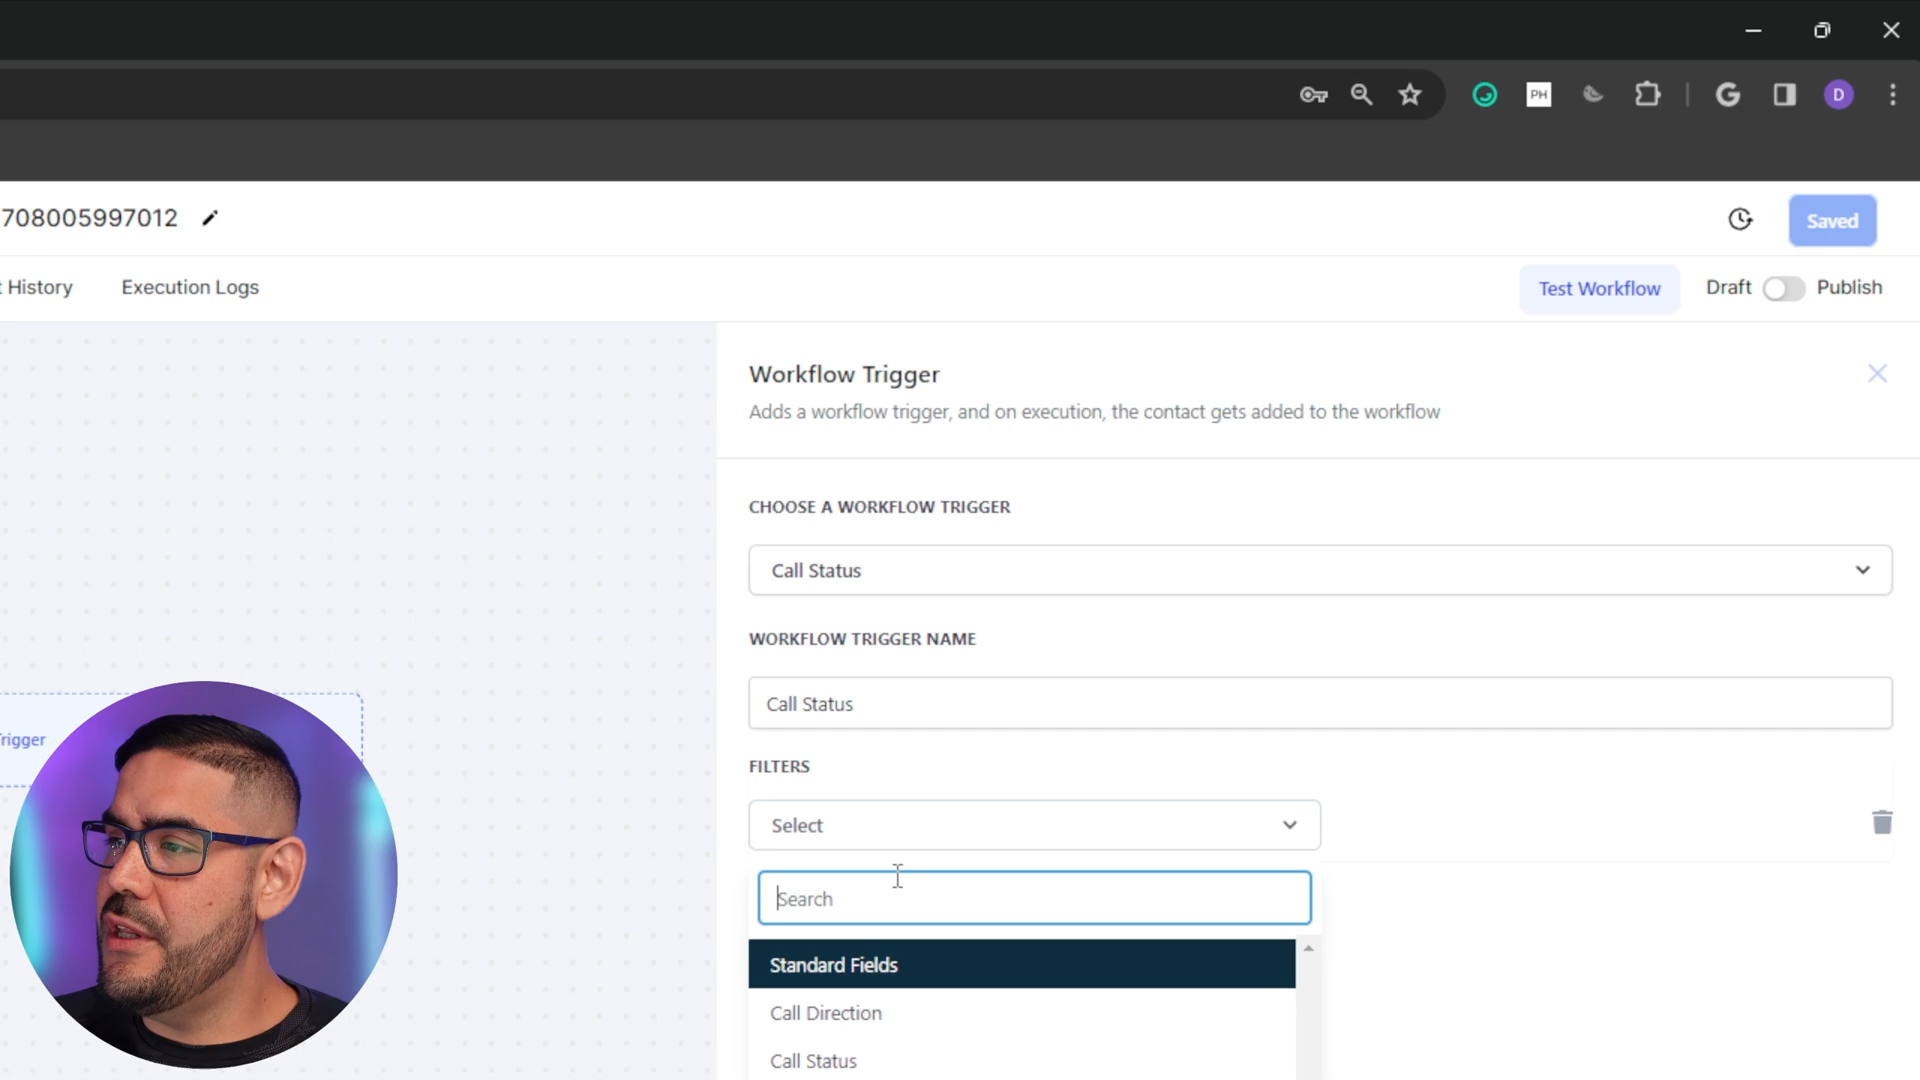 PH
D
708005997012
Saved
t History
Execution Logs
Test Workflow
Draft
Publish
Workflow Trigger
Adds a workflow trigger, and on execution, the contact gets added to the workflow
CHOOSE A WORKFLOW TRIGGER
Call Status
WORKFLOW TRIGGER NAME
Call Status
FILTERS
rigger
Select
Search
Standard Fields
Call Direction
Call Status